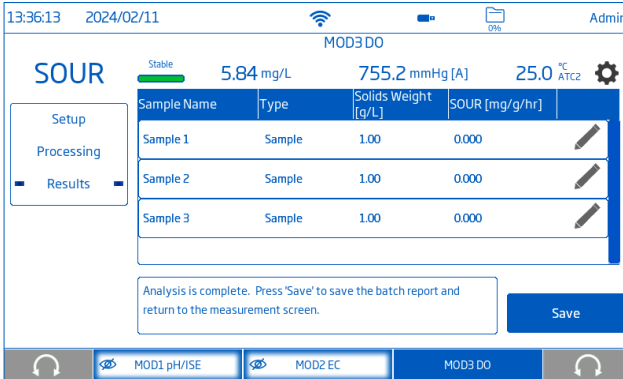 13:36:13 2024/02/11 0% Admin
MOD3 DO
SOUR
Stable 5.84 mg/L 755.2 mmHg [A] 25.0 °C ATC2
Setup
Processing
Results
Sample Name Type Solids Weight [g/L] SOUR [mg/g/hr]
Sample 1 Sample 1.00 0.000
Sample 2 Sample 1.00 0.000
Sample 3 Sample 1.00 0.000
Analysis is complete. Press 'Save' to save the batch report and
return to the measurement screen.
Save
MOD1 pH/ISE MOD2 EC MOD3 DO